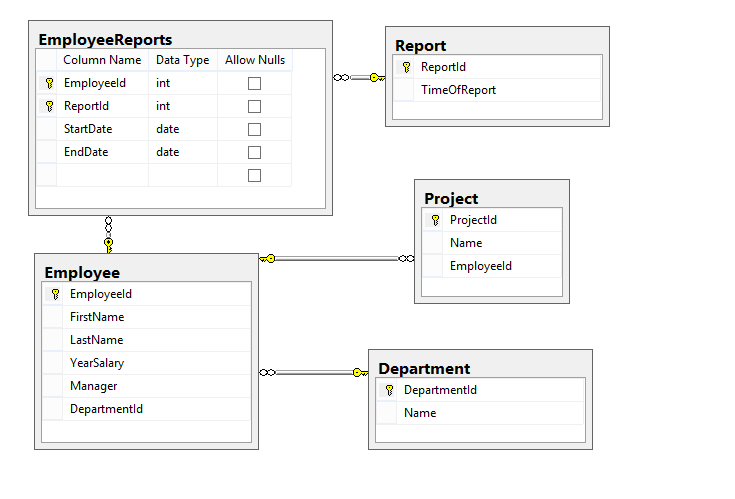 EmployeeReports
Column Name Data Type Allow Nulls
EmployeeId int
ReportId int
StartDate date
EndDate date
Report
ReportId
TimeOfReport
Project
ProjectId
Name
EmployeeId
Employee
EmployeeId
FirstName
LastName
YearSalary
Manager
DepartmentId
Department
DepartmentId
Name